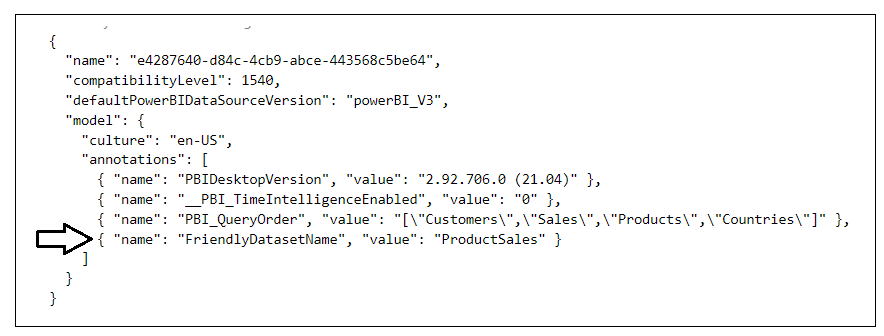 {
"name": "e4287640-d84c-4cb9-abce-443568c5be64",
"compatibilityLevel": 1540,
"defaultPowerBIDataSourceVersion": "powerBI_V3",
"model": {
"culture": "en-US",
"annotations": [
{ "name": "PBIDesktopVersion", "value": "2.92.706.0 (21.04)" },
{ "name": "__PBI_TimeIntelligenceEnabled", "value": "0" },
{ "name": "PBI_QueryOrder", "value": "[\"Customers\",\"Sales\",\"Products\",\"Countries\"]" },
{ "name": "FriendlyDatasetName", "value": "ProductSales" }
]
}
}